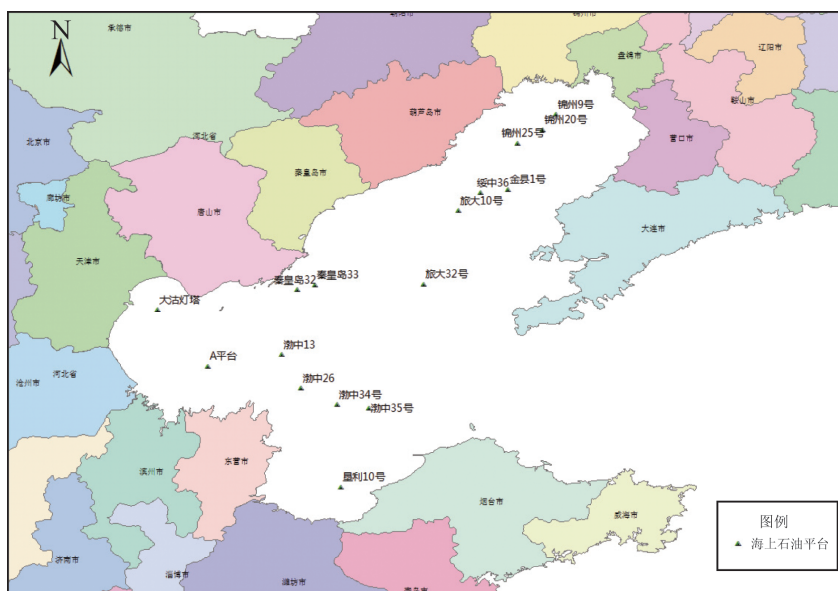 N
承德市
锦州市
盘锦市
辽阳市
鞍山市
锦州9号
锦州20号
葫芦岛市
锦州25号
营口市
河北省
北京市
秦皇岛市
绥中36
金县1号
廊坊市
唐山市
旅大10号
大连市
天津市
秦皇岛33
秦皇岛32
旅大32号
大沽灯塔
渤中13
A平台
河北省
沧州市
渤中26
渤中34号
渤中35号
东营市
滨州市
垦利10号
烟台市
威海市
图例
海上石油平台
济南市
淄博市
潍坊市